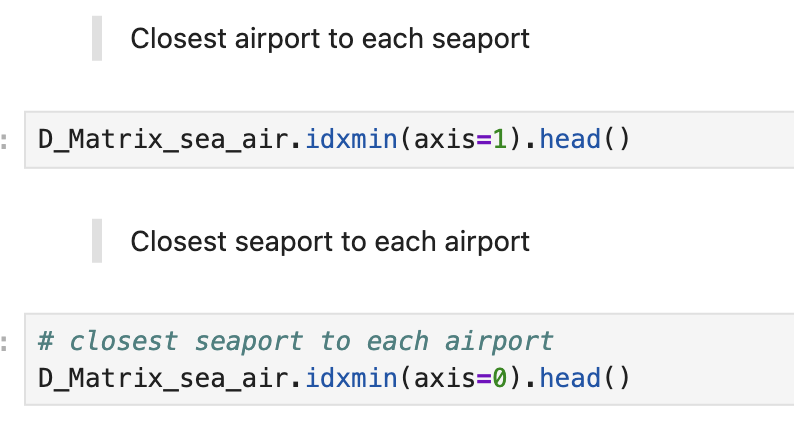 Closest airport to each seaport
: D_Matrix_sea_air.idxmin(axis=1).head()
Closest seaport to each airport
: # closest seaport to each airport
D_Matrix_sea_air.idxmin(axis=0).head()